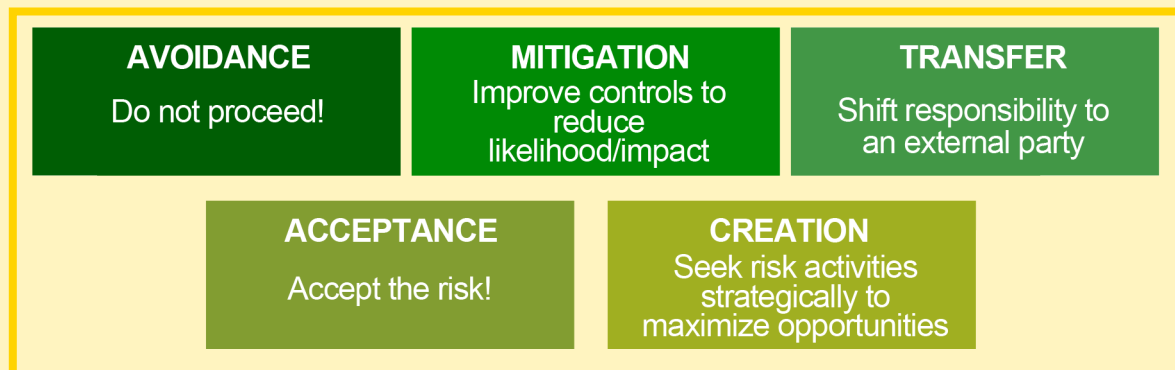 AVOIDANCE
Do not proceed!
MITIGATION
Improve controls to
reduce
likelihood/impact
TRANSFER
Shift responsibility to
an external party
ACCEPTANCE
Accept the risk!
CREATION
Seek risk activities
strategically to
maximize opportunities